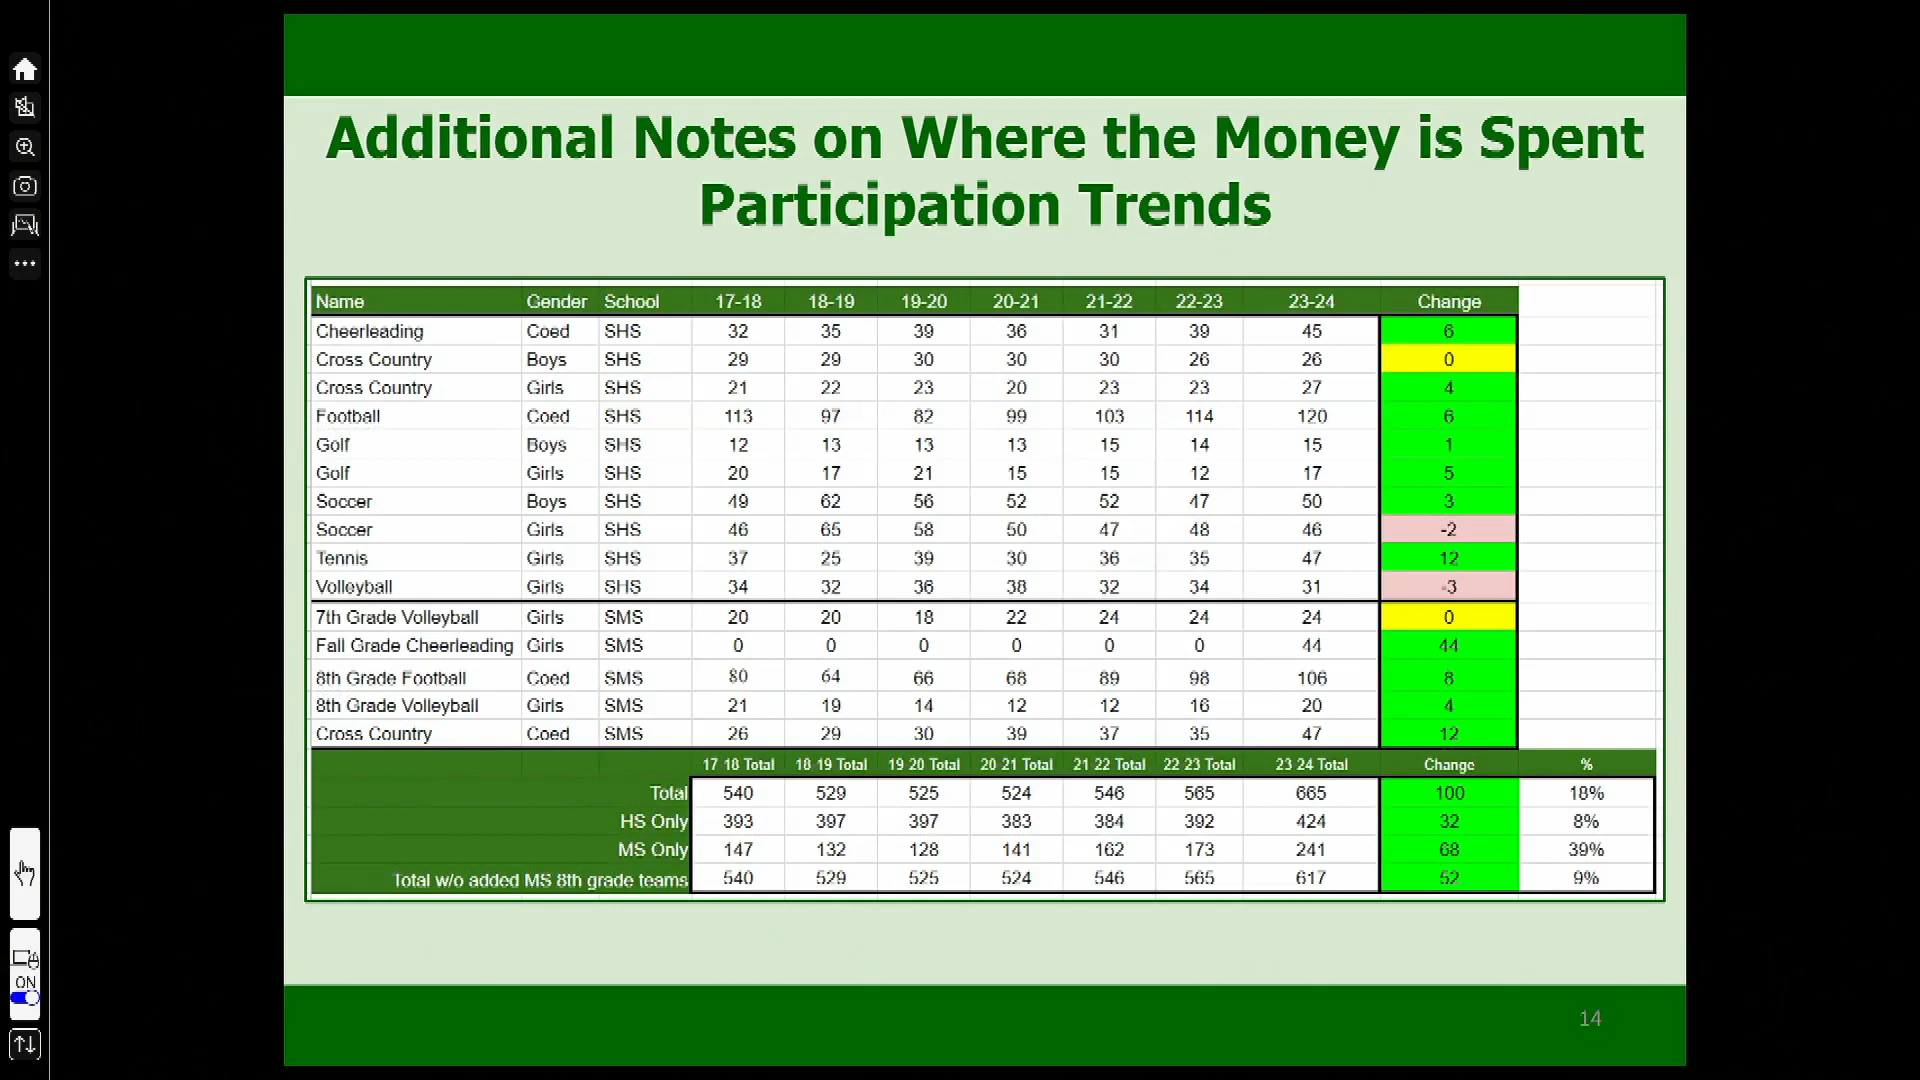 Additional Notes on Where the Money is Spent
Participation Trends
Name Gender School 17-18 18-19 19-20 20-21 21-22 22-23 23-24 Change
Cheerleading Coed SHS 32 35 39 36 31 39 45 6
Cross Country Boys SHS 29 29 30 30 30 26 26 0
Cross Country Girls SHS 21 22 23 20 23 23 27 4
Football Coed SHS 113 97 82 99 103 114 120 6
Golf Boys SHS 12 13 13 13 15 14 15 1
Golf Girls SHS 20 17 21 15 15 12 17 5
Soccer Boys SHS 49 62 56 52 52 47 50 3
Soccer Girls SHS 46 65 58 50 47 48 46 -2
Tennis Girls SHS 37 25 39 30 36 35 47 12
Volleyball Girls SHS 34 32 36 38 32 34 31 -3
7th Grade Volleyball Girls SMS 20 20 18 22 24 24 24 0
Fall Grade Cheerleading Girls SMS 0 0 0 0 0 0 44 44
8th Grade Football Coed SMS 80 64 66 68 89 98 106 8
8th Grade Volleyball Girls SMS 21 19 14 12 12 16 20 4
Cross Country Coed SMS 26 29 30 39 37 35 47 12
17 18 Total 18 19 Total 19 20 Total 20 21 Total 21 22 Total 22 23 Total 23 24 Total Change %
Total 540 529 525 524 546 565 665 100 18%
HS Only 393 397 397 383 384 392 424 32 8%
MS Only 147 132 128 141 162 173 241 68 39%
Total w/o added MS 8th grade teams 540 529 525 524 546 565 617 52 9%
ON
14